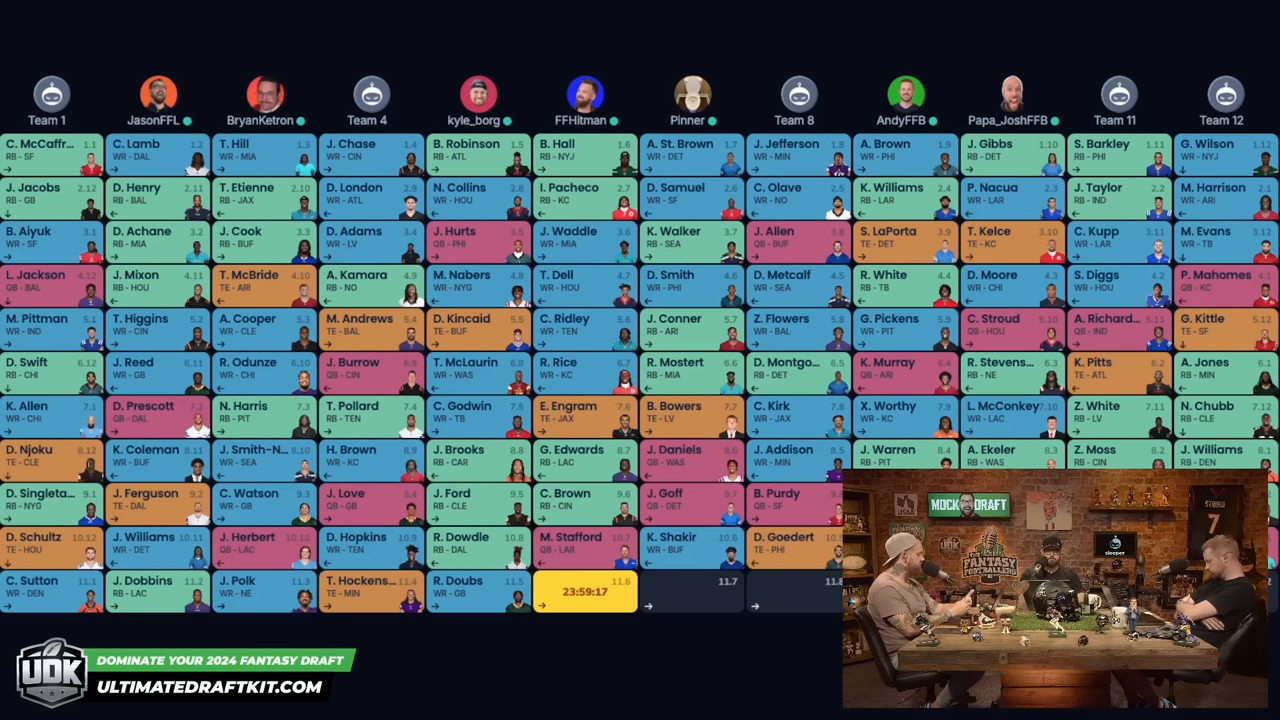 Team 1
JasonFFL
BryanKetron
Team 4
kyle_borg
FFHitman
Pinner
Team 8
AndyFFB
Papa_JoshFFB
Team 11
Team 12
C. McCaffr... 1.1
RB - SF
C. Lamb 1.2
WR - DAL
T. Hill 1.3
WR - MIA
J. Chase 1.4
WR - CIN
B. Robinson 1.5
RB - ATL
B. Hall 1.6
RB - NYJ
A. St. Brown 1.7
WR - DET
J. Jefferson 1.8
WR - MIN
A. Brown 1.9
WR - PHI
J. Gibbs 1.10
RB - DET
S. Barkley 1.11
RB - PHI
G. Wilson 1.12
WR - NYJ
J. Jacobs 2.12
RB - GB
D. Henry 2.11
RB - BAL
T. Etienne 2.10
RB - JAX
D. London 2.9
WR - ATL
N. Collins 2.8
WR - HOU
I. Pacheco 2.7
RB - KC
D. Samuel 2.6
WR - SF
C. Olave 2.5
WR - NO
K. Williams 2.4
RB - LAR
P. Nacua 2.3
WR - LAR
J. Taylor 2.2
RB - IND
M. Harrison 2.1
WR - ARI
B. Aiyuk 3.1
WR - SF
D. Achane 3.2
RB - MIA
J. Cook 3.3
RB - BUF
D. Adams 3.4
WR - LV
J. Hurts 3.5
QB - PHI
J. Waddle 3.6
WR - MIA
K. Walker 3.7
RB - SEA
J. Allen 3.8
QB - BUF
S. LaPorta 3.9
TE - DET
T. Kelce 3.10
TE - KC
C. Kupp 3.11
WR - LAR
M. Evans 3.12
WR - TB
L. Jackson 4.12
QB - BAL
J. Mixon 4.11
RB - HOU
T. McBride 4.10
TE - ARI
A. Kamara 4.9
RB - NO
M. Nabers 4.8
WR - NYG
T. Dell 4.7
WR - HOU
D. Smith 4.6
WR - PHI
D. Metcalf 4.5
WR - SEA
R. White 4.4
RB - TB
D. Moore 4.3
WR - CHI
S. Diggs 4.2
WR - HOU
P. Mahomes 4.1
QB - KC
M. Pittman 5.1
WR - IND
T. Higgins 5.2
WR - CIN
A. Cooper 5.3
WR - CLE
M. Andrews 5.4
TE - BAL
D. Kincaid 5.5
TE - BUF
C. Ridley 5.6
WR - TEN
J. Conner 5.7
RB - ARI
Z. Flowers 5.8
WR - BAL
G. Pickens 5.9
WR - PIT
C. Stroud 5.10
QB - HOU
A. Richard... 5.11
QB - IND
G. Kittle 5.12
TE - SF
D. Swift 6.12
RB - CHI
J. Reed 6.11
WR - GB
R. Odunze 6.10
WR - CHI
J. Burrow 6.9
QB - CIN
T. McLaurin 6.8
WR - WAS
R. Rice 6.7
WR - KC
R. Mostert 6.6
RB - MIA
D. Montgo... 6.5
RB - DET
K. Murray 6.4
QB - ARI
R. Stevens... 6.3
RB - NE
K. Pitts 6.2
TE - ATL
A. Jones 6.1
RB - MIN
K. Allen 7.1
WR - CHI
D. Prescott 7.2
QB - DAL
N. Harris 7.3
RB - PIT
T. Pollard 7.4
RB - TEN
C. Godwin 7.5
WR - TB
E. Engram 7.6
TE - JAX
B. Bowers 7.7
TE - LV
C. Kirk 7.8
WR - JAX
X. Worthy 7.9
WR - KC
L. McConkey 7.10
WR - LAC
Z. White 7.11
RB - LV
N. Chubb 7.12
RB - CLE
D. Njoku 8.12
TE - CLE
K. Coleman 8.11
WR - BUF
J. Smith-N... 8.10
WR - SEA
H. Brown 8.9
WR - KC
J. Brooks 8.8
RB - CAR
G. Edwards 8.7
RB - LAC
J. Daniels 8.6
QB - WAS
J. Addison 8.5
WR - MIN
J. Warren 8.4
RB - PIT
A. Ekeler 8.3
RB - WAS
Z. Moss 8.2
RB - CIN
J. Williams 8.1
RB - DEN
D. Singleta... 9.1
RB - NYG
J. Ferguson 9.2
TE - DAL
C. Watson 9.3
WR - GB
J. Love 9.4
QB - GB
J. Ford 9.5
RB - CLE
C. Brown 9.6
RB - CIN
J. Goff 9.7
QB - DET
B. Purdy 9.8
QB - SF
D. Schultz 10.12
TE - HOU
J. Williams 10.11
WR - DET
J. Herbert 10.10
QB - LAC
D. Hopkins 10.9
WR - TEN
R. Dowdle 10.8
RB - DAL
M. Stafford 10.7
QB - LAR
K. Shakir 10.6
WR - BUF
D. Goedert 10.5
TE - PHI
C. Sutton 11.1
WR - DEN
J. Dobbins 11.2
RB - LAC
J. Polk 11.3
WR - NE
T. Hockens... 11.4
TE - MIN
R. Doubs 11.5
WR - GB
11.6
23:59:17
11.7
11.8
MOCK DRAFT
UDK
THE
FANTASY
FOOTBALLERS
sleeper
7
UDK
DOMINATE YOUR 2024 FANTASY DRAFT
ULTIMATEDRAFTKIT.COM